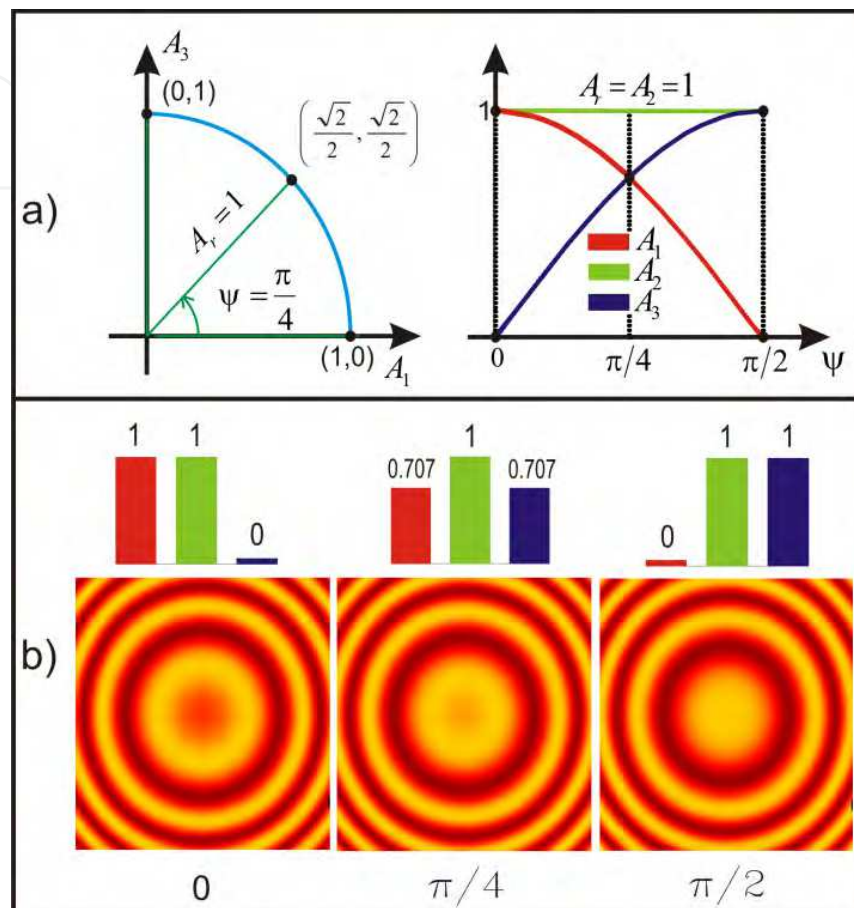 a)
A₃
(0,1)
(√2/2, √2/2)
Aᵣ = 1
ψ = π/4
(1,0)
A₁
Aᵣ = A₂ = 1
1
A₁
A₂
A₃
0
π/4
π/2
ψ
b)
1 1 0
0.707 1 0.707
0 1 1
0
π/4
π/2